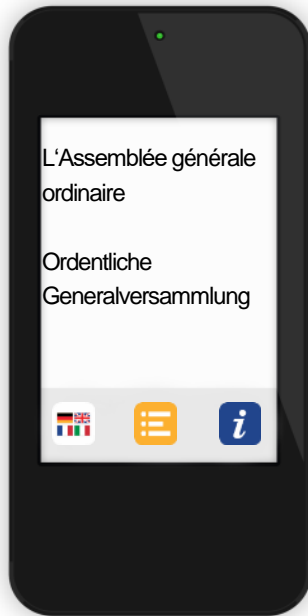 L‘Assemblée générale
ordinaire
Ordentliche
Generalversammlung
i